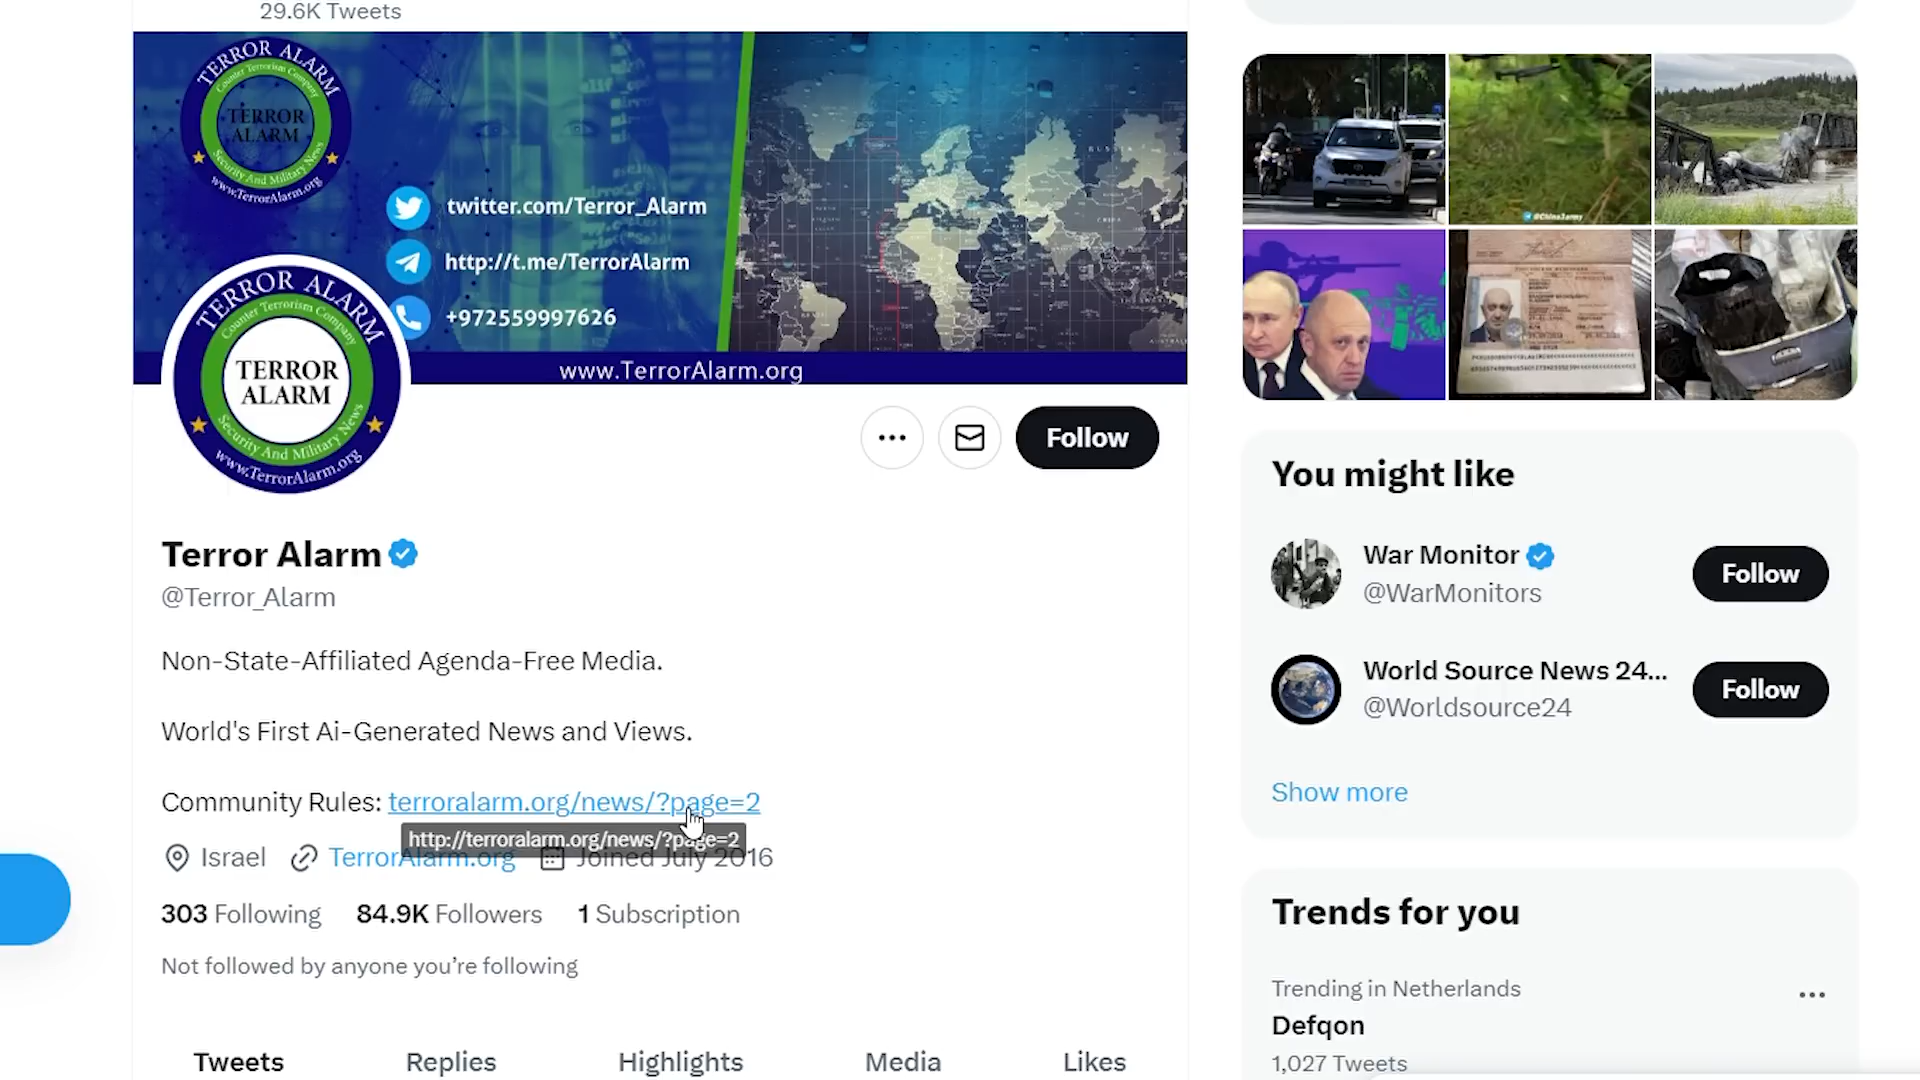 29.6K Tweets
TERROR ALARM
Counter Terrorism Company
TERROR
ALARM
Security And Military News
www.TerrorAlarm.org
twitter.com/Terror_Alarm
http://t.me/TerrorAlarm
+972559997626
www.TerrorAlarm.org
TERROR ALARM
Counter Terrorism Company
TERROR
ALARM
Security And Military News
www.TerrorAlarm.org
Follow
Terror Alarm
@Terror_Alarm
Non-State-Affiliated Agenda-Free Media.
World's First Ai-Generated News and Views.
Community Rules: terroralarm.org/news/?page=2
http://terroralarm.org/news/?page=2
Israel TerrorAlarm.org Joined July 2016
303 Following 84.9K Followers 1 Subscription
Not followed by anyone you’re following
Tweets Replies Highlights Media Likes
@China3army
You might like
War Monitor
@WarMonitors
Follow
World Source News 24...
@Worldsource24
Follow
Show more
Trends for you
Trending in Netherlands
Defqon
1,027 Tweets